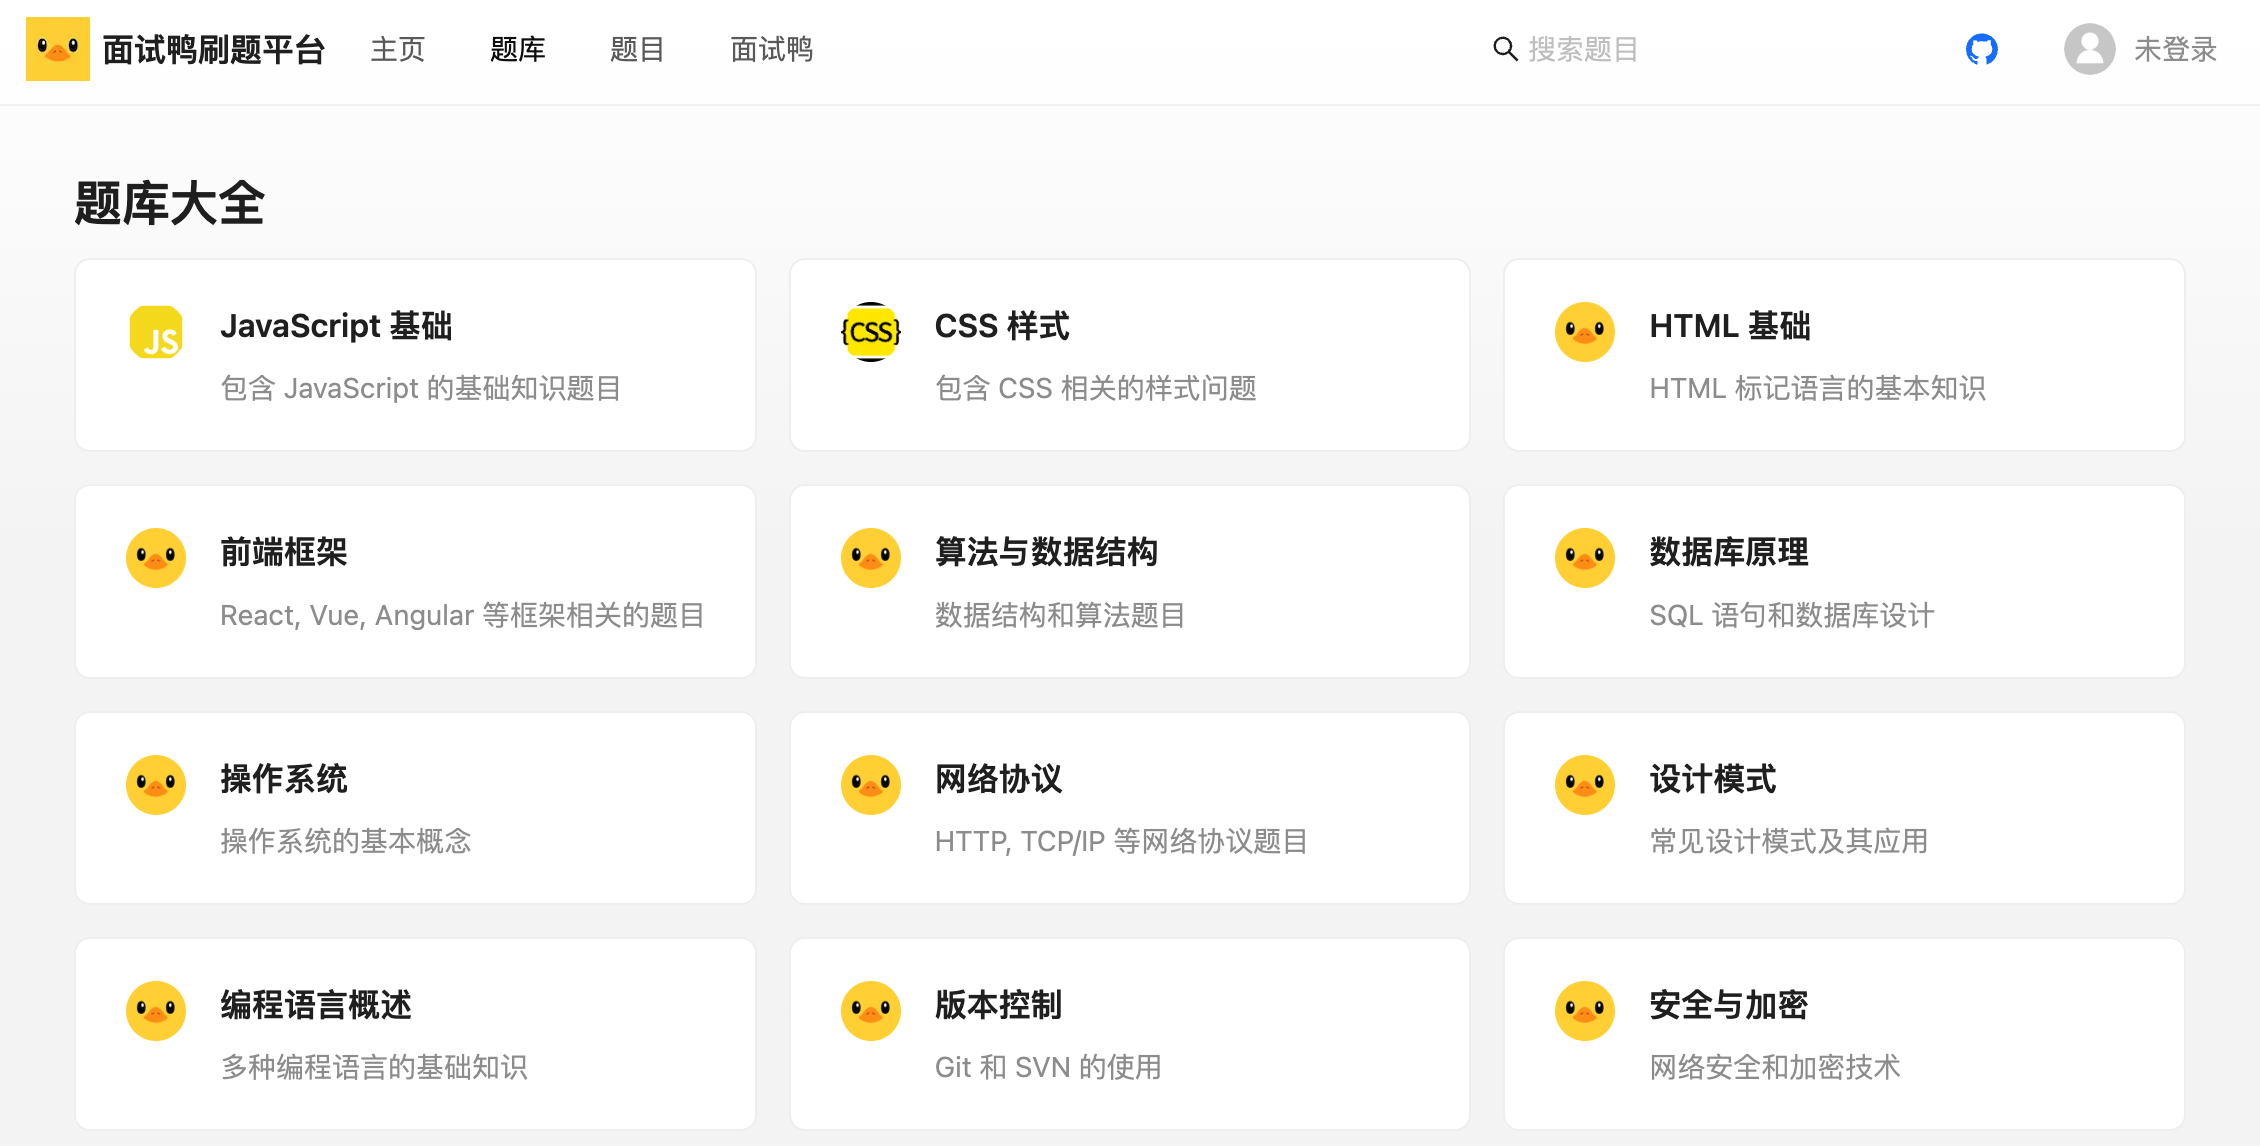 面试鸭刷题平台 主页 题库 题目 面试鸭 搜索题目 未登录
题库大全
JS
JavaScript 基础
包含 JavaScript 的基础知识题目
{CSS}
CSS 样式
包含 CSS 相关的样式问题
HTML 基础
HTML 标记语言的基本知识
前端框架
React, Vue, Angular 等框架相关的题目
算法与数据结构
数据结构和算法题目
数据库原理
SQL 语句和数据库设计
操作系统
操作系统的基本概念
网络协议
HTTP, TCP/IP 等网络协议题目
设计模式
常见设计模式及其应用
编程语言概述
多种编程语言的基础知识
版本控制
Git 和 SVN 的使用
安全与加密
网络安全和加密技术